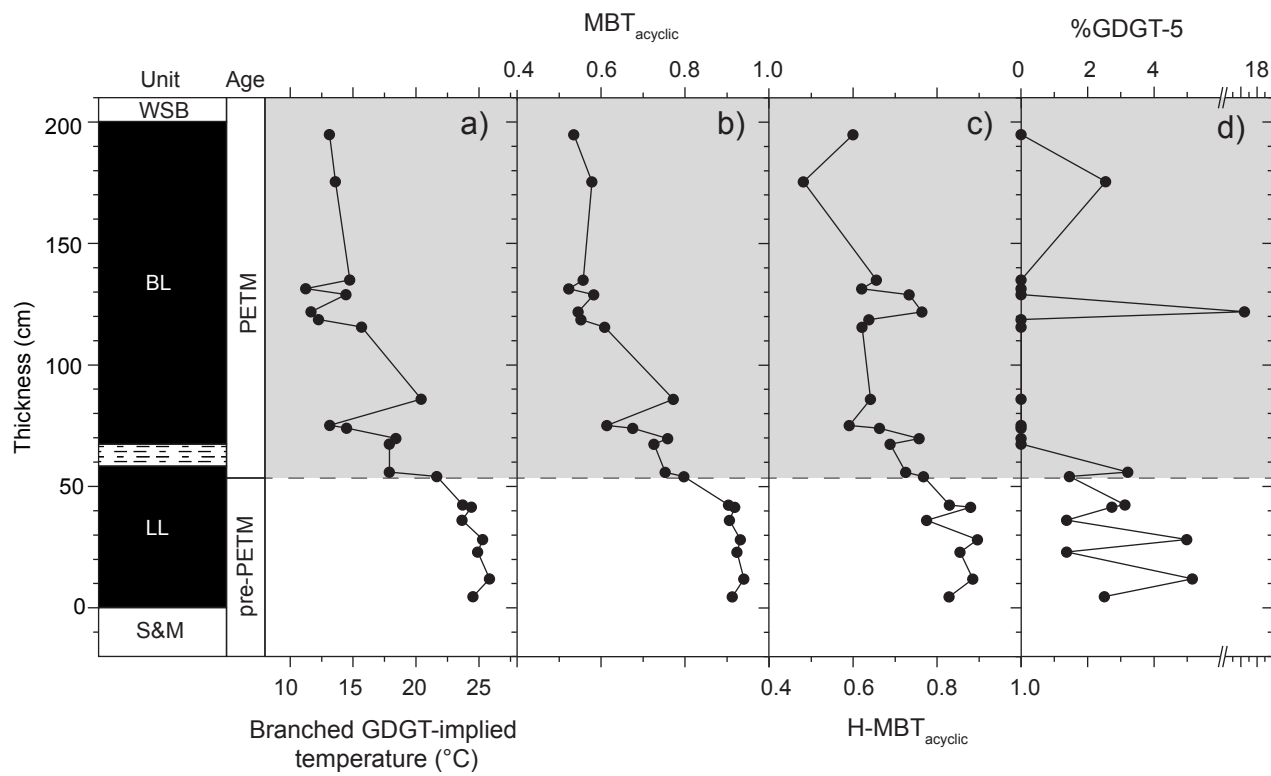 MBTacyclic
%GDGT-5
0.4 0.6 0.8 1.0
0 2 4 18
Unit Age
WSB
a) b) c) d)
200
150
100
50
0
Thickness (cm)
BL
LL
S&M
PETM
pre-PETM
10 15 20 25
0.4 0.6 0.8 1.0
Branched GDGT-implied
temperature (°C)
H-MBTacyclic